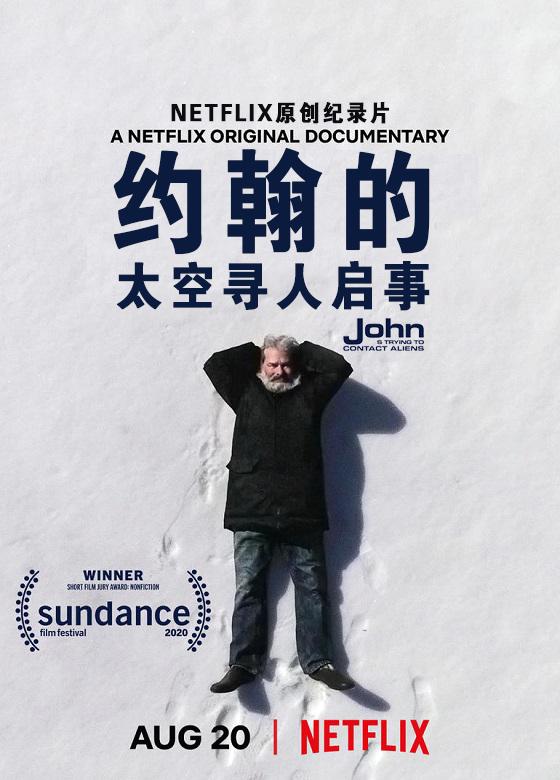 NETFLIX原创纪录片
A NETFLIX ORIGINAL DOCUMENTARY
约翰的
太空寻人启事
John
S TRYING TO
CONTACT ALIENS
WINNER
SHORT FILM JURY AWARD: NONFICTION
sundance
film festival 2020
AUG 20 | NETFLIX